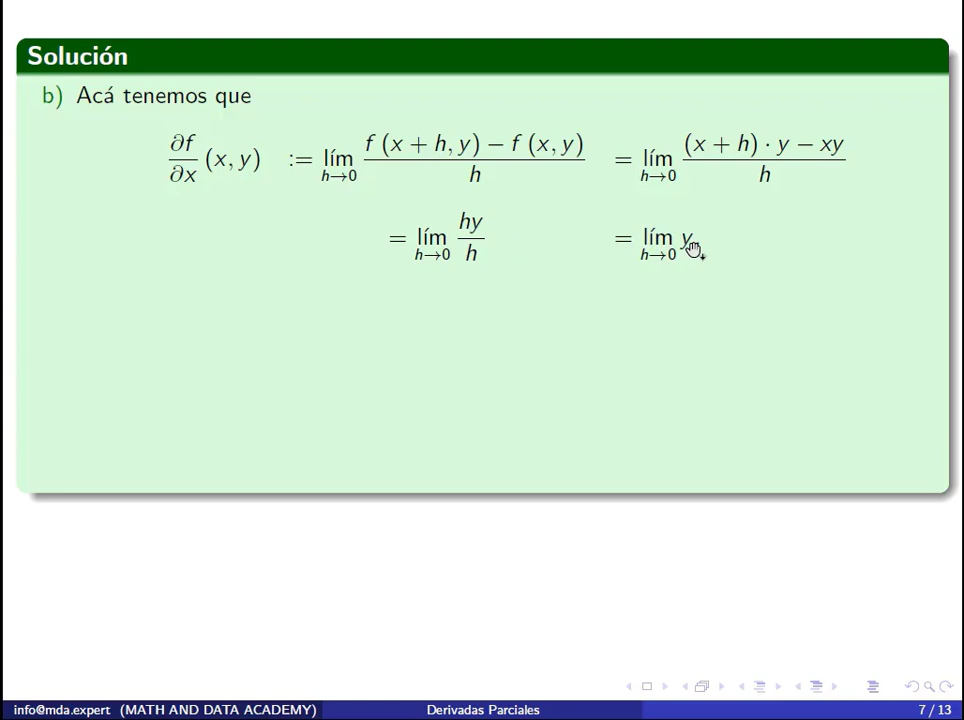 Solución
b) Acá tenemos que
∂f/∂x (x, y) := lím_{h→0} (f (x + h, y) − f (x, y))/h = lím_{h→0} ((x + h) · y − xy)/h
= lím_{h→0} hy/h = lím_{h→0} y
info@mda.expert (MATH AND DATA ACADEMY) Derivadas Parciales 7 / 13